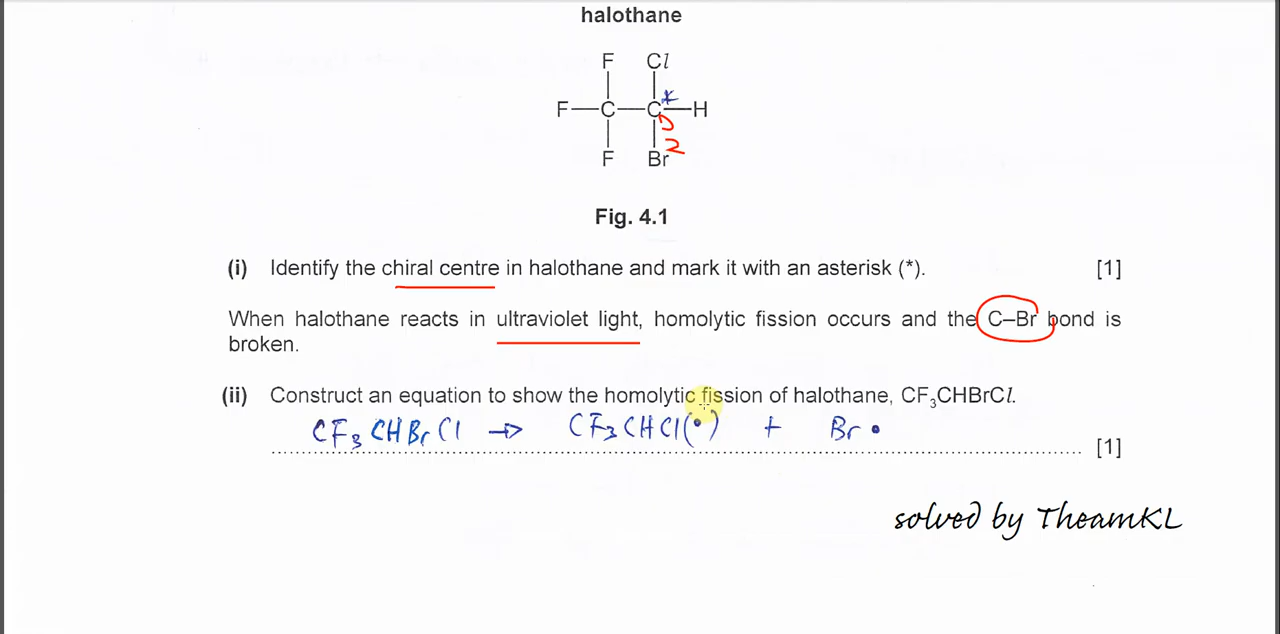 halothane
F Cl
F—C—C*—H
F Br
Fig. 4.1
(i) Identify the chiral centre in halothane and mark it with an asterisk (*). [1]
When halothane reacts in ultraviolet light, homolytic fission occurs and the C–Br bond is
broken.
(ii) Construct an equation to show the homolytic fission of halothane, CF₃CHBrCl.
CF₃CHBrCl → CF₃CHCl(•) + Br•
[1]
solved by TheamKL